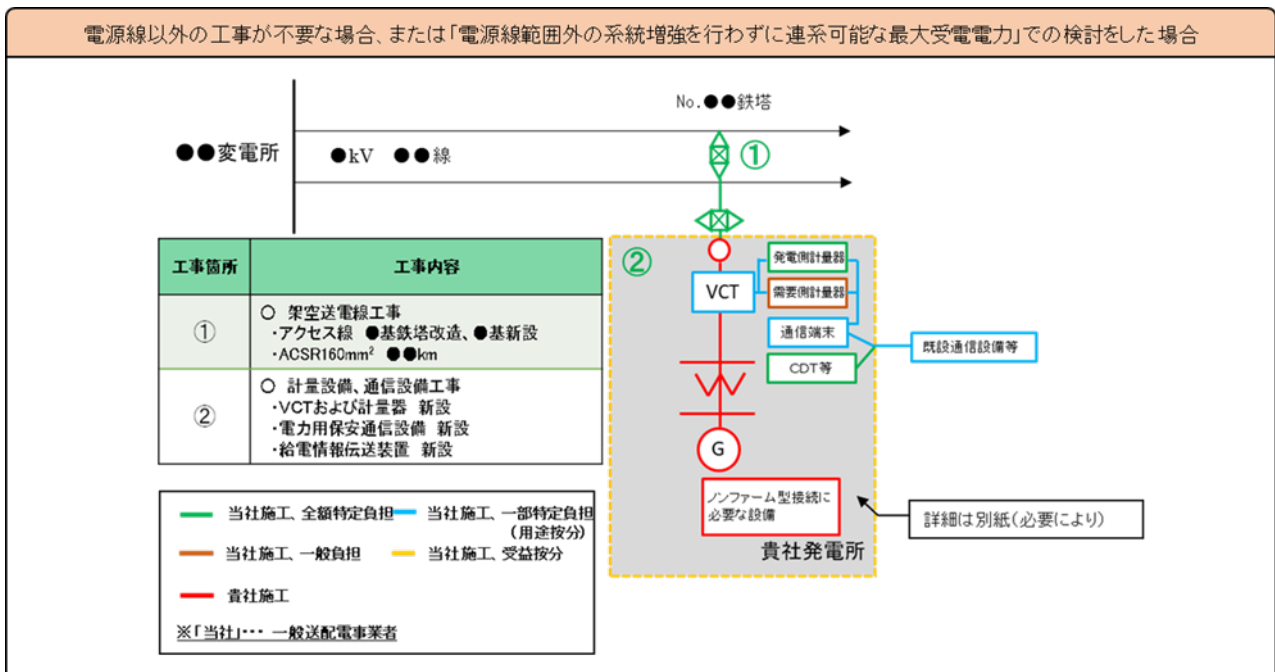 電源線以外の工事が不要な場合、または「電源線範囲外の系統増強を行わずに連系可能な最大受電電力」での検討をした場合
No.●●鉄塔
●●変電所
●kV ●●線
①
工事箇所
工事内容
①
○ 架空送電線工事
・アクセス線 ●基鉄塔改造、●基新設
・ACSR160mm² ●●km
②
○ 計量設備、通信設備工事
・VCTおよび計量器 新設
・電力用保安通信設備 新設
・給電情報伝送装置 新設
②
発電側計量器
VCT
需要側計量器
通信端末
既設通信設備等
CDT等
G
ノンファーム型接続に
必要な設備
詳細は別紙(必要により)
貴社発電所
当社施工、全額特定負担
当社施工、一部特定負担
(用途按分)
当社施工、一般負担
当社施工、受益按分
貴社施工
※「当社」… 一般送配電事業者